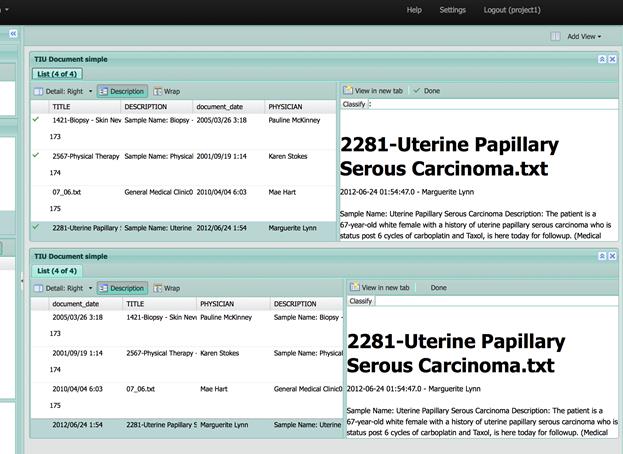 Help Settings Logout (project1)
Add View
TIU Document simple
List (4 of 4)
Detail: Right Description Wrap
TITLE DESCRIPTION document_date PHYSICIAN
1421-Biopsy - Skin Nev Sample Name: Biopsy - 2005/03/26 3:18 Pauline McKinney
173
2567-Physical Therapy Sample Name: Physical 2001/09/19 1:14 Karen Stokes
174
07_06.txt General Medical Clinic0 2010/04/04 6:03 Mae Hart
175
2281-Uterine Papillary S Sample Name: Uterine 2012/06/24 1:54 Marguerite Lynn
View in new tab Done
Classify :
2281-Uterine Papillary
Serous Carcinoma.txt
2012-06-24 01:54:47.0 - Marguerite Lynn
Sample Name: Uterine Papillary Serous Carcinoma Description: The patient is a
67-year-old white female with a history of uterine papillary serous carcinoma who is
status post 6 cycles of carboplatin and Taxol, is here today for followup. (Medical
TIU Document simple
List (4 of 4)
Detail: Right Description Wrap
document_date TITLE PHYSICIAN DESCRIPTION
2005/03/26 3:18 1421-Biopsy - Skin Nev Pauline McKinney Sample Name: Biopsy -
173
2001/09/19 1:14 2567-Physical Therapy - Karen Stokes Sample Name: Physical
174
2010/04/04 6:03 07_06.txt Mae Hart General Medical Clinic0
175
2012/06/24 1:54 2281-Uterine Papillary S Marguerite Lynn Sample Name: Uterine
View in new tab Done
Classify
2281-Uterine Papillary
Serous Carcinoma.txt
2012-06-24 01:54:47.0 - Marguerite Lynn
Sample Name: Uterine Papillary Serous Carcinoma Description: The patient is a
67-year-old white female with a history of uterine papillary serous carcinoma who is
status post 6 cycles of carboplatin and Taxol, is here today for followup. (Medical